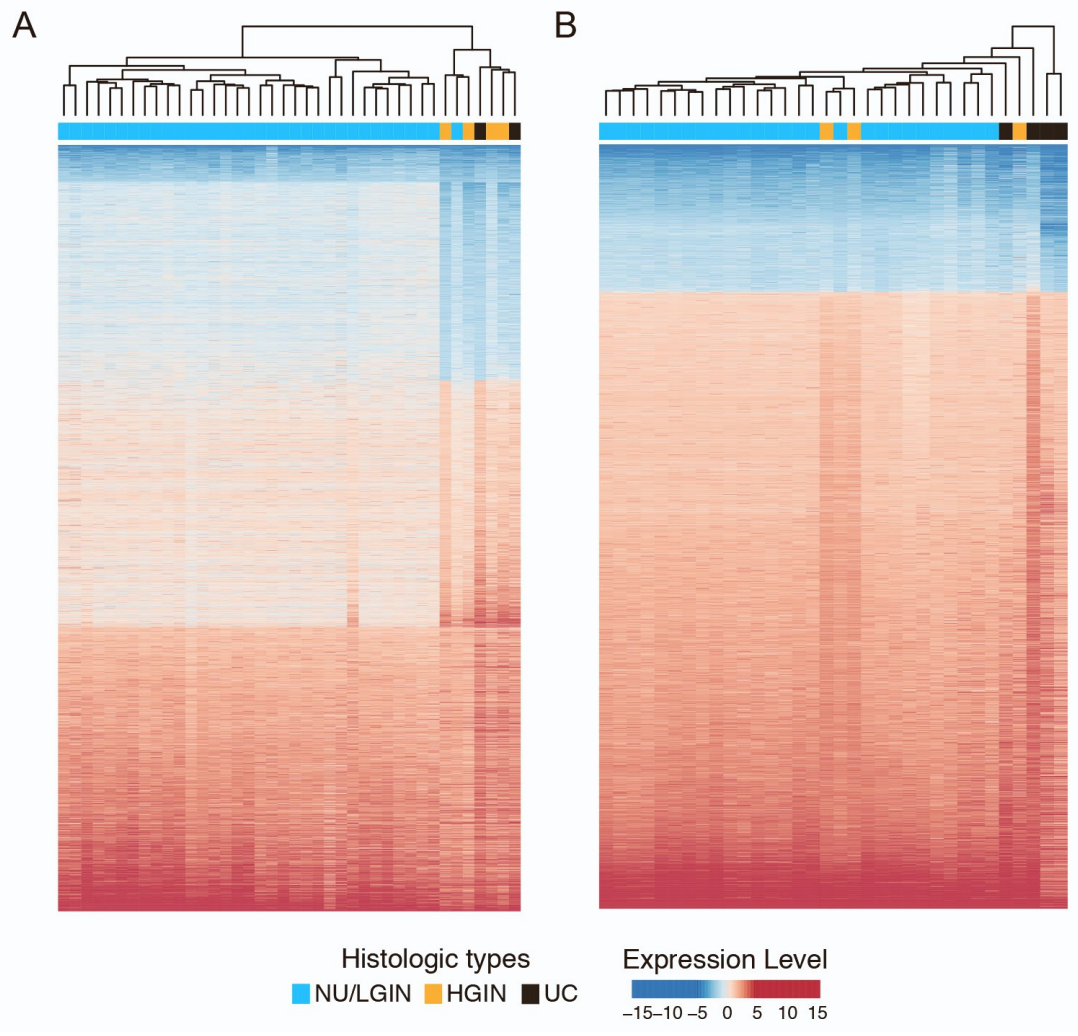 A
B
Histologic types
NU/LGIN HGIN UC
Expression Level
−15−10 −5 0 5 10 15